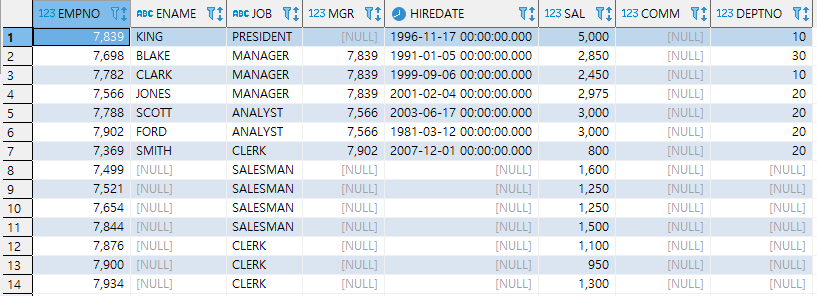 123 EMPNO ABC ENAME ABC JOB 123 MGR HIREDATE 123 SAL 123 COMM 123 DEPTNO
1 7,839 KING PRESIDENT [NULL] 1996-11-17 00:00:00.000 5,000 [NULL] 10
2 7,698 BLAKE MANAGER 7,839 1991-01-05 00:00:00.000 2,850 [NULL] 30
3 7,782 CLARK MANAGER 7,839 1999-09-06 00:00:00.000 2,450 [NULL] 10
4 7,566 JONES MANAGER 7,839 2001-02-04 00:00:00.000 2,975 [NULL] 20
5 7,788 SCOTT ANALYST 7,566 2003-06-17 00:00:00.000 3,000 [NULL] 20
6 7,902 FORD ANALYST 7,566 1981-03-12 00:00:00.000 3,000 [NULL] 20
7 7,369 SMITH CLERK 7,902 2007-12-01 00:00:00.000 800 [NULL] 20
8 7,499 [NULL] SALESMAN [NULL] [NULL] 1,600 [NULL] [NULL]
9 7,521 [NULL] SALESMAN [NULL] [NULL] 1,250 [NULL] [NULL]
10 7,654 [NULL] SALESMAN [NULL] [NULL] 1,250 [NULL] [NULL]
11 7,844 [NULL] SALESMAN [NULL] [NULL] 1,500 [NULL] [NULL]
12 7,876 [NULL] CLERK [NULL] [NULL] 1,100 [NULL] [NULL]
13 7,900 [NULL] CLERK [NULL] [NULL] 950 [NULL] [NULL]
14 7,934 [NULL] CLERK [NULL] [NULL] 1,300 [NULL] [NULL]